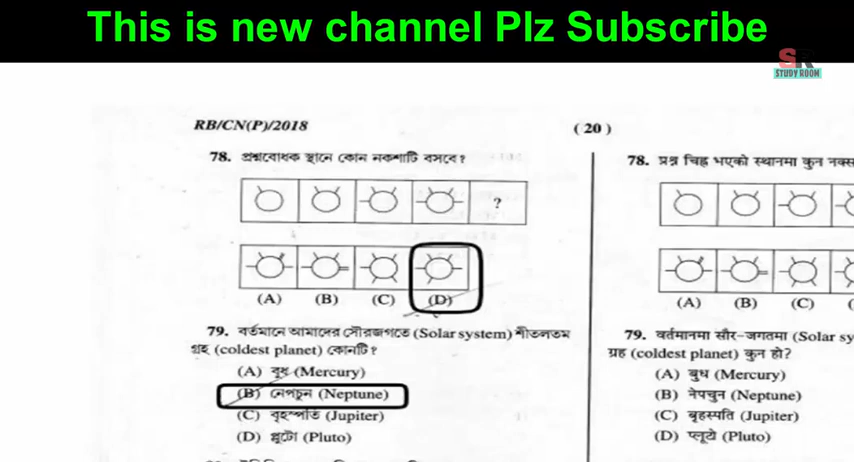 This is new channel Plz Subscribe
SR
STUDY ROOM
RB/CN(P)/2018
( 20 )
78. প্রশ্নবোধক স্থানে কোন নকশাটি বসবে?
?
(A) (B) (C) (D)
79. বর্তমানে আমাদের সৌরজগতে (Solar system) শীতলতম
গ্রহ (coldest planet) কোনটি?
(A) বুধ (Mercury)
(B) নেপচুন (Neptune)
(C) বৃহস্পতি (Jupiter)
(D) প্লুটো (Pluto)
78. प्रश्न चिह्न भएको स्थानमा कुन नक्स
(A) (B) (C) (
79. वर्तमानमा सौर-जगतमा (Solar sy
ग्रह (coldest planet) कुन हो?
(A) बुध (Mercury)
(B) नेपचुन (Neptune)
(C) बृहस्पति (Jupiter)
(D) प्लूटो (Pluto)